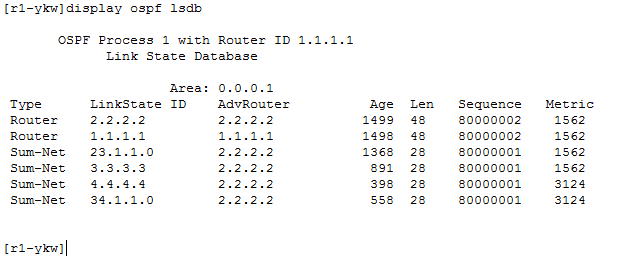 [r1-ykw]display ospf lsdb
OSPF Process 1 with Router ID 1.1.1.1
Link State Database
Area: 0.0.0.1
Type LinkState ID AdvRouter Age Len Sequence Metric
Router 2.2.2.2 2.2.2.2 1499 48 80000002 1562
Router 1.1.1.1 1.1.1.1 1498 48 80000002 1562
Sum-Net 23.1.1.0 2.2.2.2 1368 28 80000001 1562
Sum-Net 3.3.3.3 2.2.2.2 891 28 80000001 1562
Sum-Net 4.4.4.4 2.2.2.2 398 28 80000001 3124
Sum-Net 34.1.1.0 2.2.2.2 558 28 80000001 3124
[r1-ykw]